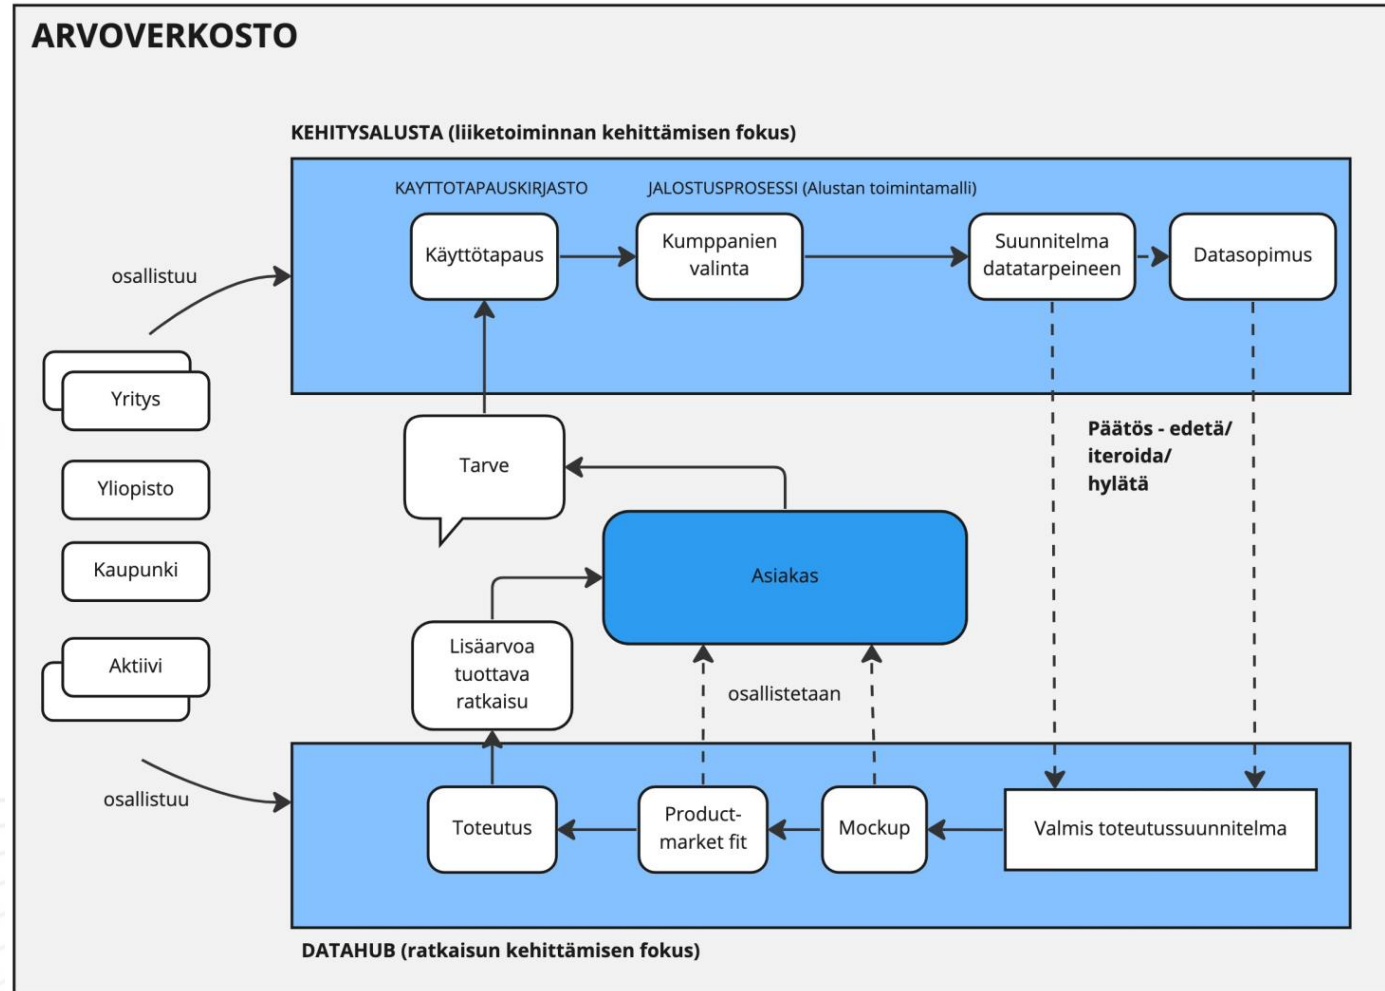 ARVOVERKOSTO
KEHITYSALUSTA (liiketoiminnan kehittämisen fokus)
KAYTTOTAPAUSKIRJASTO
JALOSTUSPROSESSI (Alustan toimintamalli)
Käyttötapaus
Kumppanien
valinta
Suunnitelma
datatarpeineen
Datasopimus
osallistuu
Yritys
Yliopisto
Kaupunki
Aktiivi
osallistuu
Tarve
Päätös - edetä/
iteroida/
hylätä
Asiakas
Lisäarvoa
tuottava
ratkaisu
osallistetaan
Toteutus
Product-
market fit
Mockup
Valmis toteutussuunnitelma
DATAHUB (ratkaisun kehittämisen fokus)